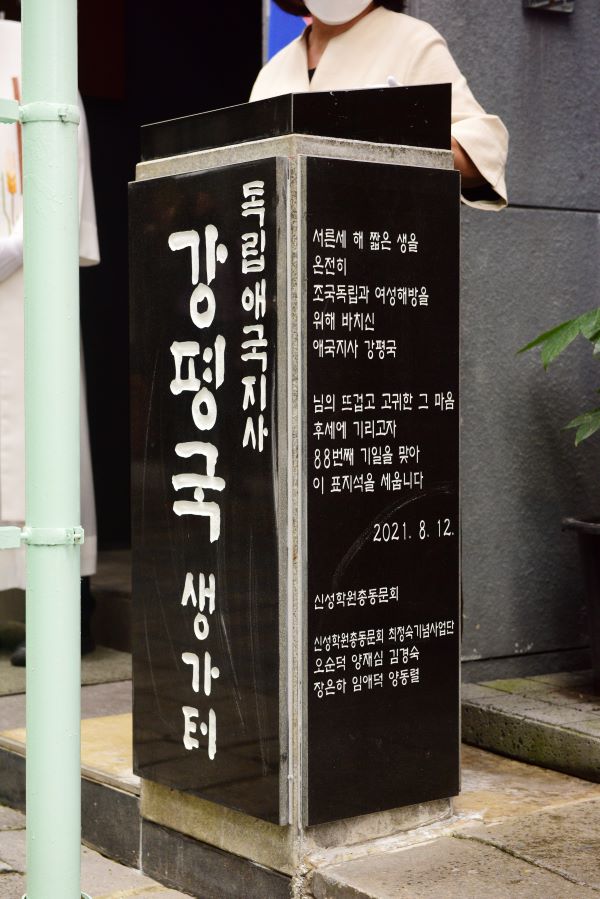 독립애국지사
강평국 생가터
서른세 해 짧은 생을
온전히
조국독립과 여성해방을
위해 바치신
애국지사 강평국
님의 뜨겁고 고귀한 그 마음
후세에 기리고자
88번째 기일을 맞아
이 표지석을 세웁니다
2021. 8. 12.
신성학원총동문회
신성학원총동문회 최정숙기념사업단
오순덕 양재심 김경숙
장은하 임애덕 양동렬